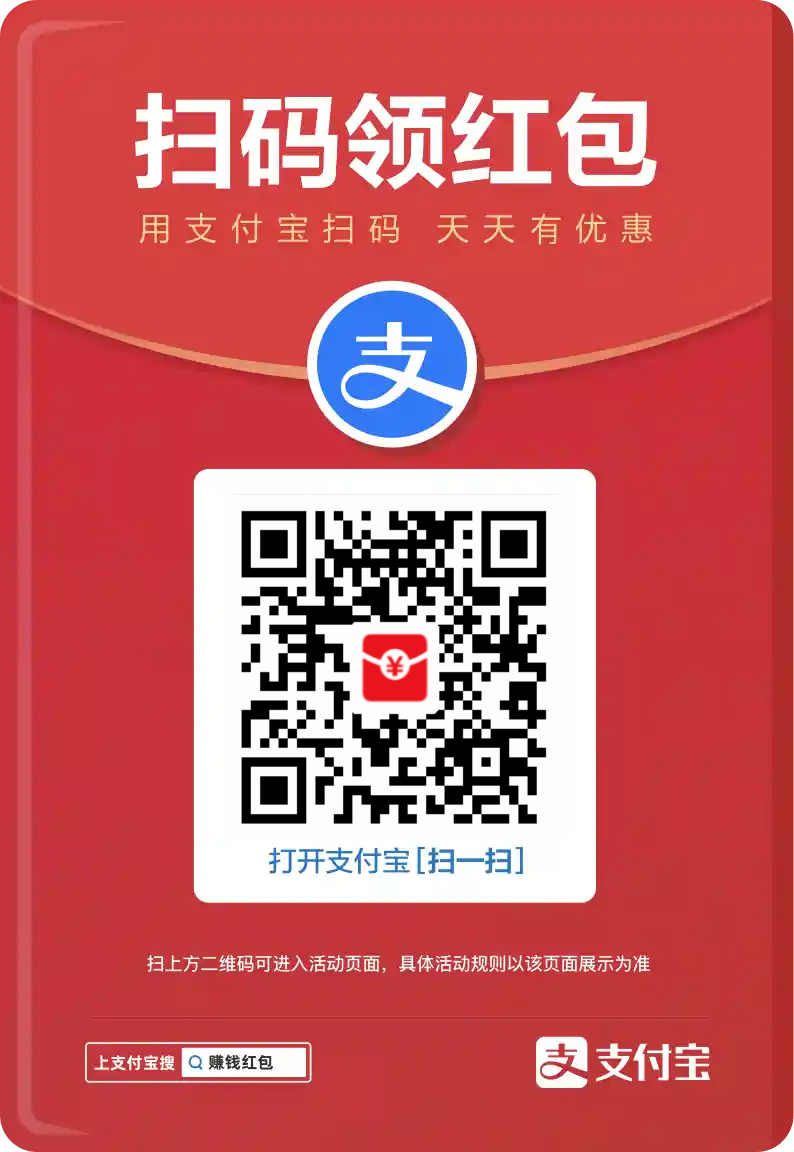 扫码领红包
用支付宝扫码 天天有优惠
支
¥
打开支付宝[扫一扫]
扫上方二维码可进入活动页面，具体活动规则以该页面展示为准
上支付宝搜 赚钱红包
支 支付宝